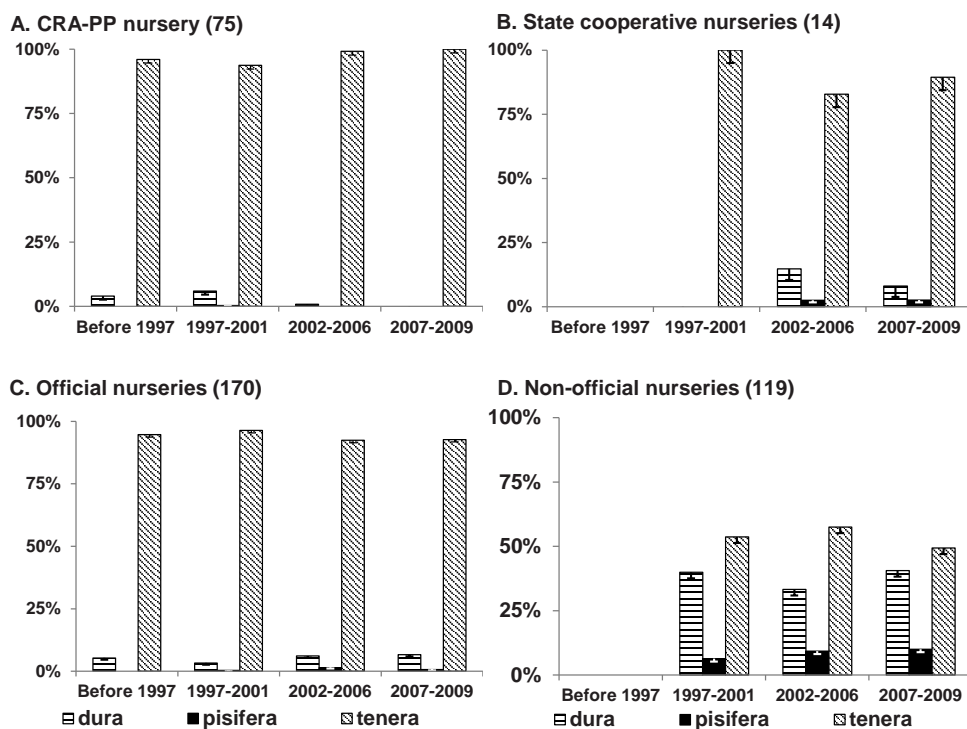 A. CRA-PP nursery (75)
100%
75%
50%
25%
0%
Before 1997 1997-2001 2002-2006 2007-2009
B. State cooperative nurseries (14)
100%
75%
50%
25%
0%
Before 1997 1997-2001 2002-2006 2007-2009
C. Official nurseries (170)
100%
75%
50%
25%
0%
Before 1997 1997-2001 2002-2006 2007-2009
dura pisifera tenera
D. Non-official nurseries (119)
100%
75%
50%
25%
0%
Before 1997 1997-2001 2002-2006 2007-2009
dura pisifera tenera